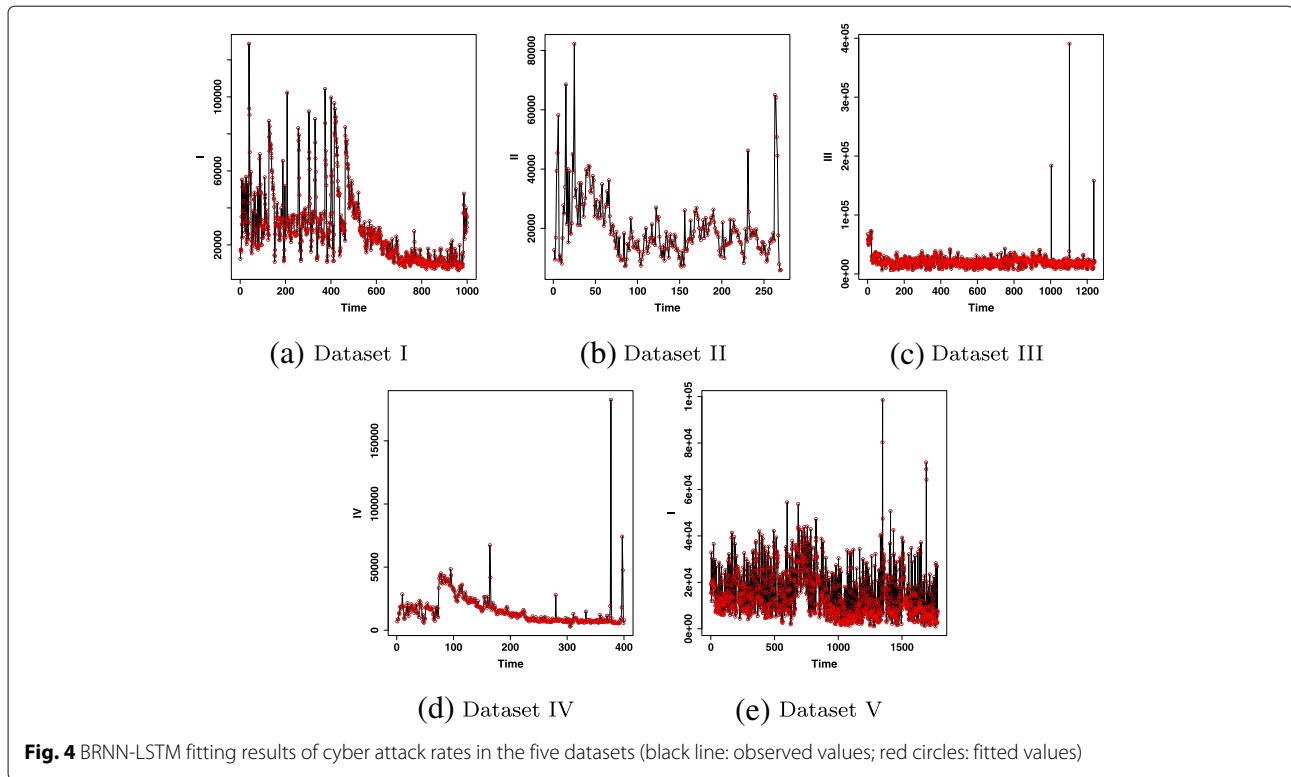 I
20000 60000 100000
0 200 400 600 800 1000
Time
(a) Dataset I
II
20000 40000 60000 80000
0 50 100 150 200 250
Time
(b) Dataset II
III
0e+00 1e+05 2e+05 3e+05 4e+05
0 200 400 600 800 1000 1200
Time
(c) Dataset III
IV
0 50000 100000 150000
0 100 200 300 400
Time
(d) Dataset IV
I
0e+00 2e+04 4e+04 6e+04 8e+04 1e+05
0 500 1000 1500
Time
(e) Dataset V
Fig. 4 BRNN-LSTM fitting results of cyber attack rates in the five datasets (black line: observed values; red circles: fitted values)